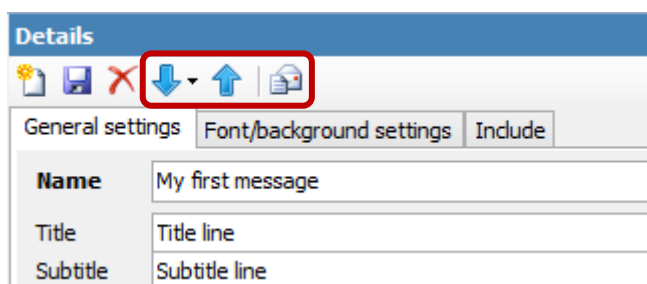 Details
General settings Font/background settings Include
Name My first message
Title Title line
Subtitle Subtitle line